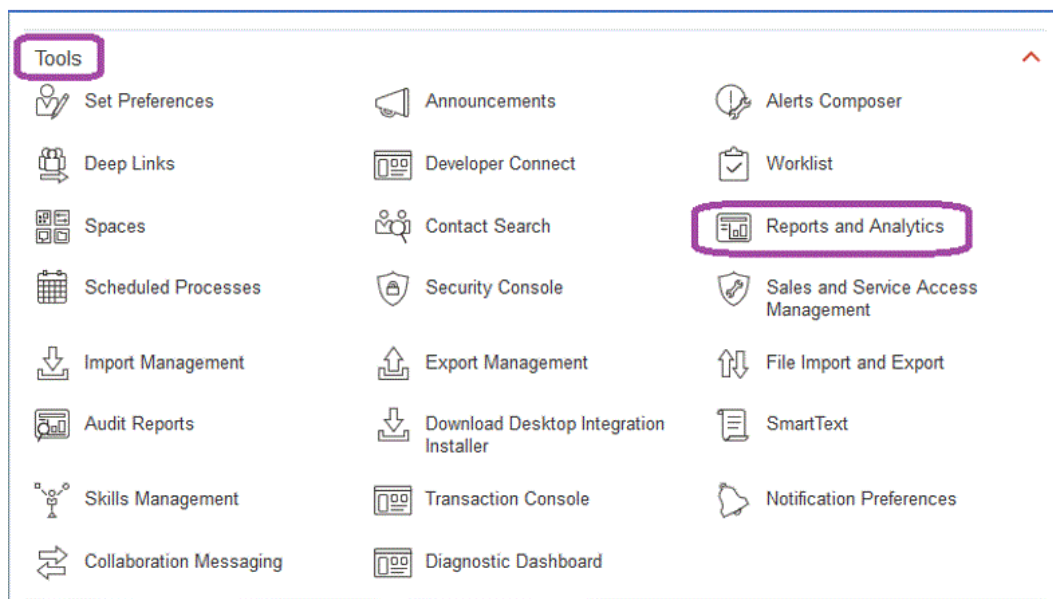 Tools
Set Preferences
Announcements
Alerts Composer
Deep Links
Developer Connect
Worklist
Spaces
Contact Search
Reports and Analytics
Scheduled Processes
Security Console
Sales and Service Access
Management
Import Management
Export Management
File Import and Export
Audit Reports
Download Desktop Integration
Installer
SmartText
Skills Management
Transaction Console
Notification Preferences
Collaboration Messaging
Diagnostic Dashboard